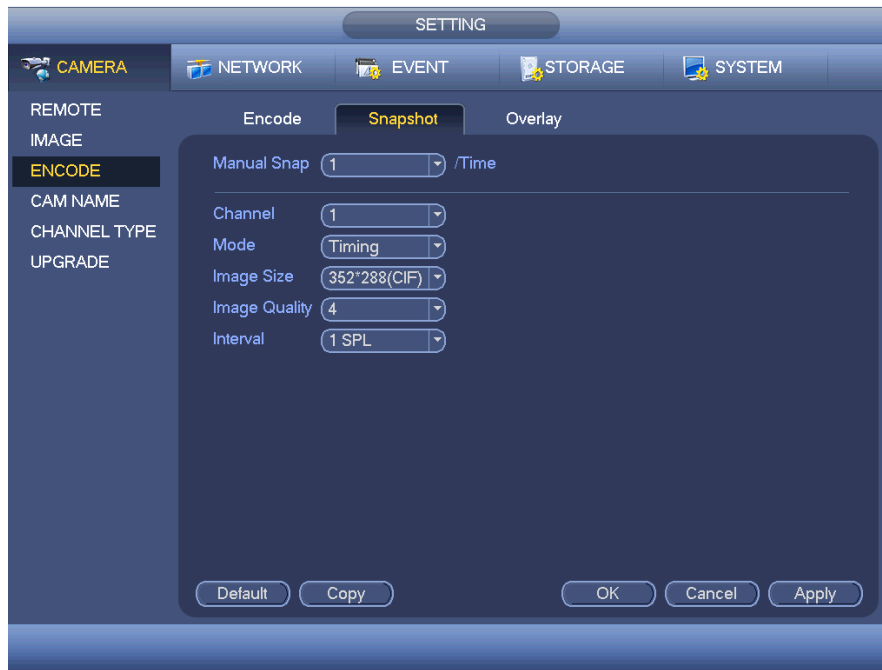 SETTING
CAMERA NETWORK EVENT STORAGE SYSTEM
REMOTE
IMAGE
ENCODE
CAM NAME
CHANNEL TYPE
UPGRADE
Encode Snapshot Overlay
Manual Snap 1 /Time
Channel 1
Mode Timing
Image Size 352*288(CIF)
Image Quality 4
Interval 1 SPL
Default Copy OK Cancel Apply